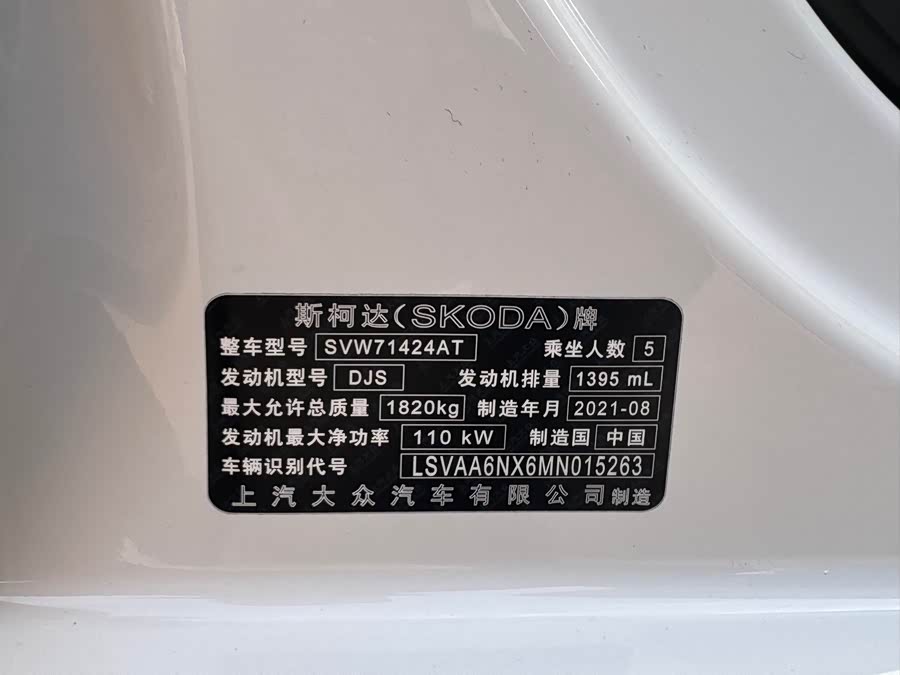 斯柯达(SKODA)牌
整车型号 SVW71424AT 乘坐人数 5
发动机型号 DJS 发动机排量 1395 mL
最大允许总质量 1820kg 制造年月 2021-08
发动机最大净功率 110 kW 制造国 中国
车辆识别代号 LSVAA6NX6MN015263
上汽大众汽车有限公司制造